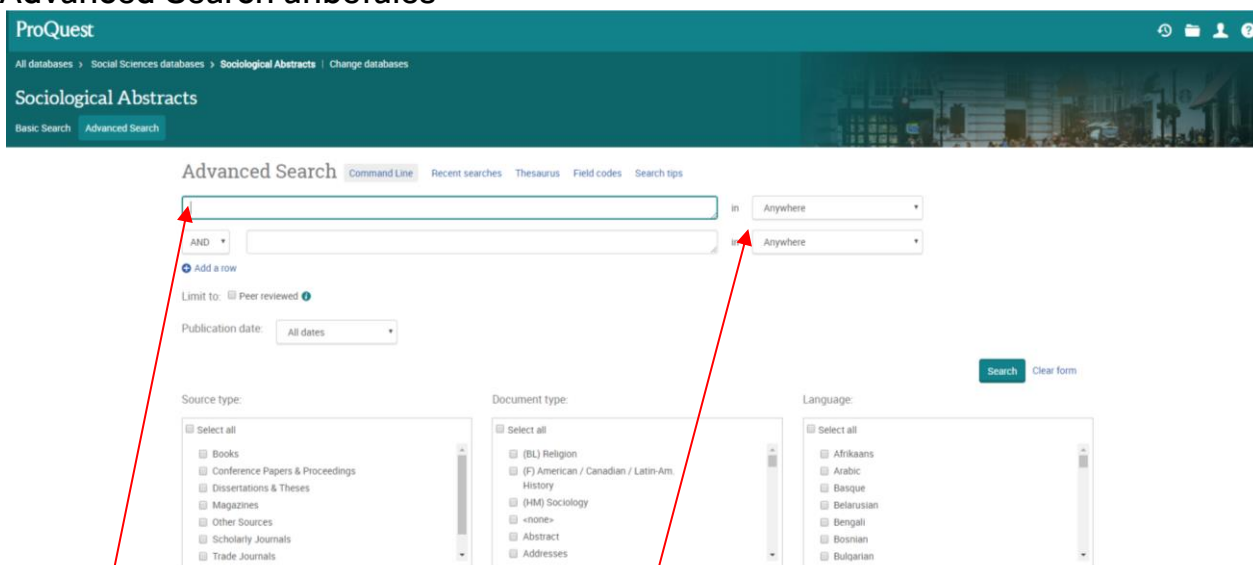 Advanced Search anbefales
ProQuest
All databases > Social Sciences databases > Sociological Abstracts | Change databases
Sociological Abstracts
Basic Search Advanced Search
Advanced Search Command Line Recent searches Thesaurus Field codes Search tips
in Anywhere
AND in Anywhere
Add a row
Limit to: Peer reviewed
Publication date: All dates
Search Clear form
Source type: Document type: Language:
Select all Select all Select all
Books (BL) Religion Afrikaans
Conference Papers & Proceedings (F) American / Canadian / Latin-Am. Arabic
Dissertations & Theses History Basque
Magazines (HM) Sociology Belarusian
Other Sources <none> Bengali
Scholarly Journals Abstract Bosnian
Trade Journals Addresses Bulgarian